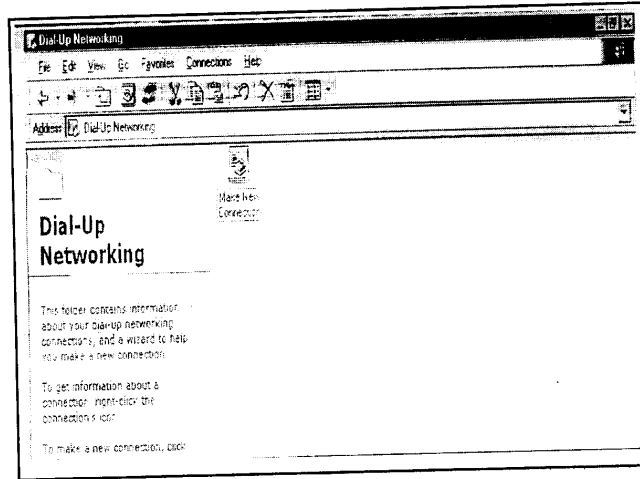 Dial-Up Networking
File Edit View Go Favorites Connections Help
Address Dial-Up Networking
Make New
Connection
Dial-Up
Networking
This folder contains information
about your dial-up networking
connections, and a wizard to help
you make a new connection.
To get information about a
connection, right-click the
connection's icon.
To make a new connection, click